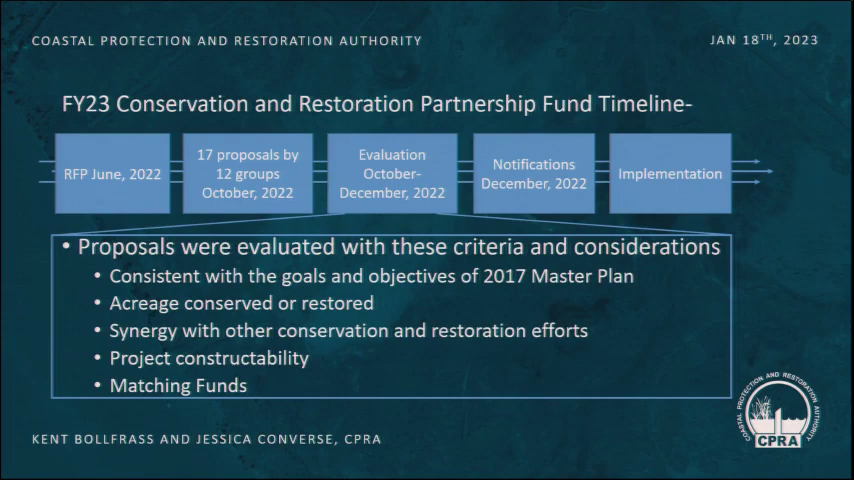 COASTAL PROTECTION AND RESTORATION AUTHORITY
JAN 18TH, 2023
FY23 Conservation and Restoration Partnership Fund Timeline-
RFP June, 2022
17 proposals by
12 groups
October, 2022
Evaluation
October-
December, 2022
Notifications
December, 2022
Implementation
• Proposals were evaluated with these criteria and considerations
• Consistent with the goals and objectives of 2017 Master Plan
• Acreage conserved or restored
• Synergy with other conservation and restoration efforts
• Project constructability
• Matching Funds
COASTAL PROTECTION AND RESTORATION AUTHORITY
CPRA
KENT BOLLFRASS AND JESSICA CONVERSE, CPRA